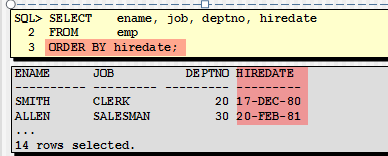 SQL> SELECT ename, job, deptno, hiredate
2 FROM emp
3 ORDER BY hiredate;
ENAME JOB DEPTNO HIREDATE
---------- --------- --------- ---------
SMITH CLERK 20 17-DEC-80
ALLEN SALESMAN 30 20-FEB-81
...
14 rows selected.